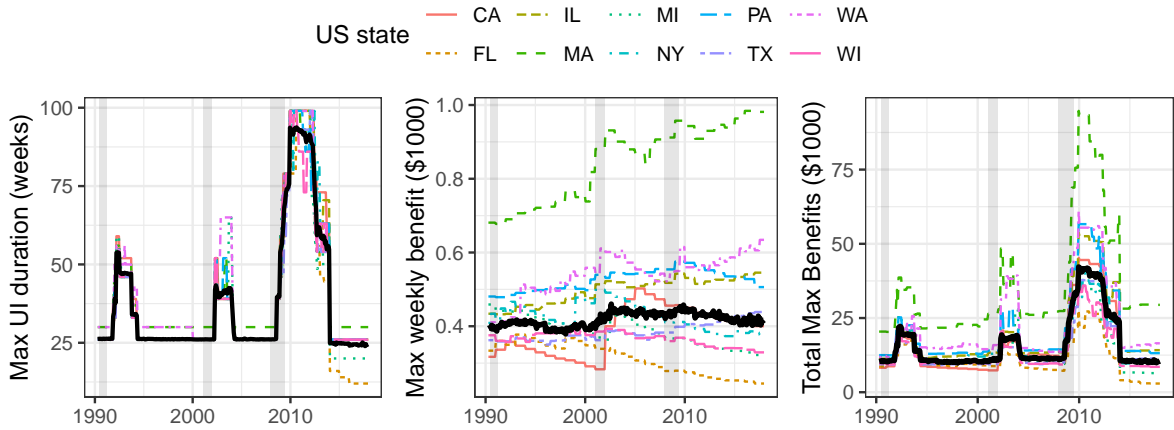 US state
CA IL MI PA WA
FL MA NY TX WI
Max UI duration (weeks)
100
75
50
25
1990 2000 2010
Max weekly benefit ($1000)
1.0
0.8
0.6
0.4
1990 2000 2010
Total Max Benefits ($1000)
75
50
25
0
1990 2000 2010